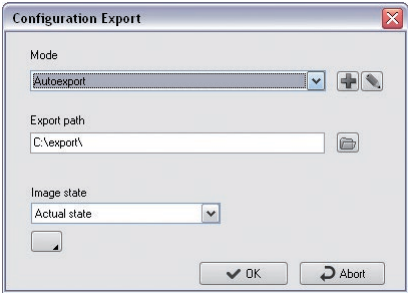 Configuration Export
Mode
Autoexport
Export path
C:\export\
Image state
Actual state
OK
Abort